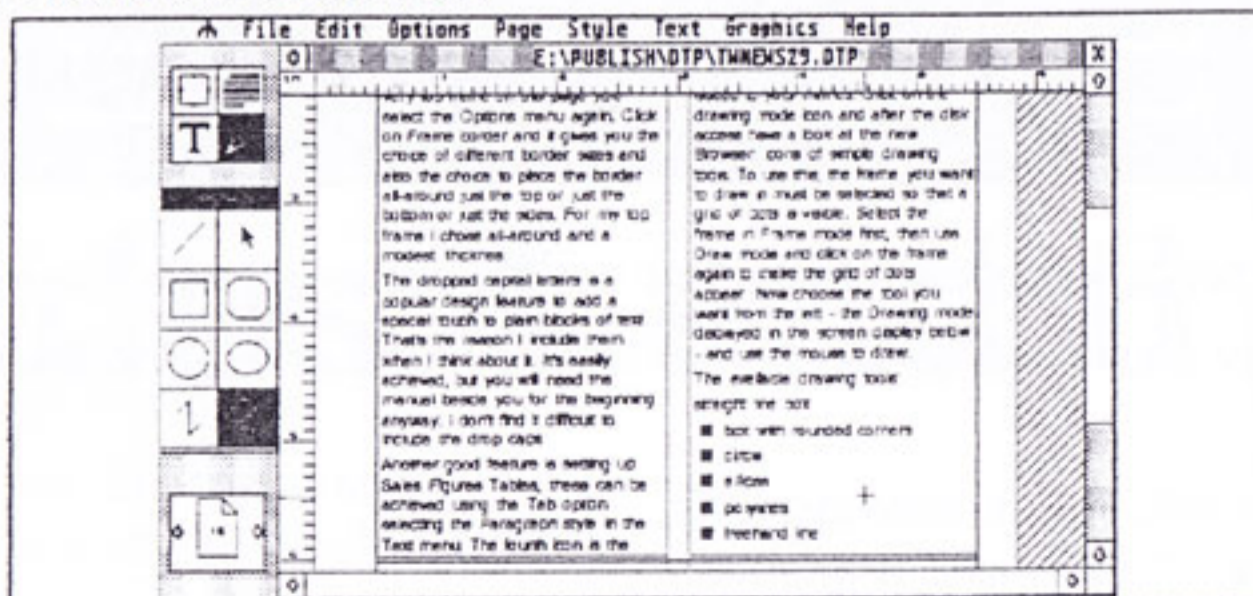 File Edit Options Page Style Text Graphics Help
E:\PUBLISH\DTP\TWNEWS29.DTP
select the Options menu again. Click
on Frame border and it gives you the
choice of different border sizes and
also the choice to place the border
all-around just the top or just the
bottom or just the sides. For my top
frame I chose all-around and a
modest thickness
The dropped capital letters is a
popular design feature to add a
special touch to plain blocks of text
That's the reason I include them
when I think about it. It's easily
achieved, but you will need the
manual beside you for the beginning
anyway. I don't find it difficult to
include the drop caps
Another good feature is setting up
Sales Figures Tables, these can be
achieved using the Tab option
selecting the Paragraph style in the
Text menu. The fourth icon is the
drawing mode icon and after the disk
access have a look at the new
Browser: icons of simple drawing
tools. To use this, the frame you want
to draw in must be selected so that a
grid of dots is visible. Select the
frame in Frame mode first, then use
Draw mode and click on the frame
again to make the grid of dots
appear. Now choose the tool you
want from the left - the Drawing mode
displayed in the screen display below
- and use the mouse to draw.
The available drawing tools
straight line box
box with rounded corners
circle
ellipse
freehand line
T